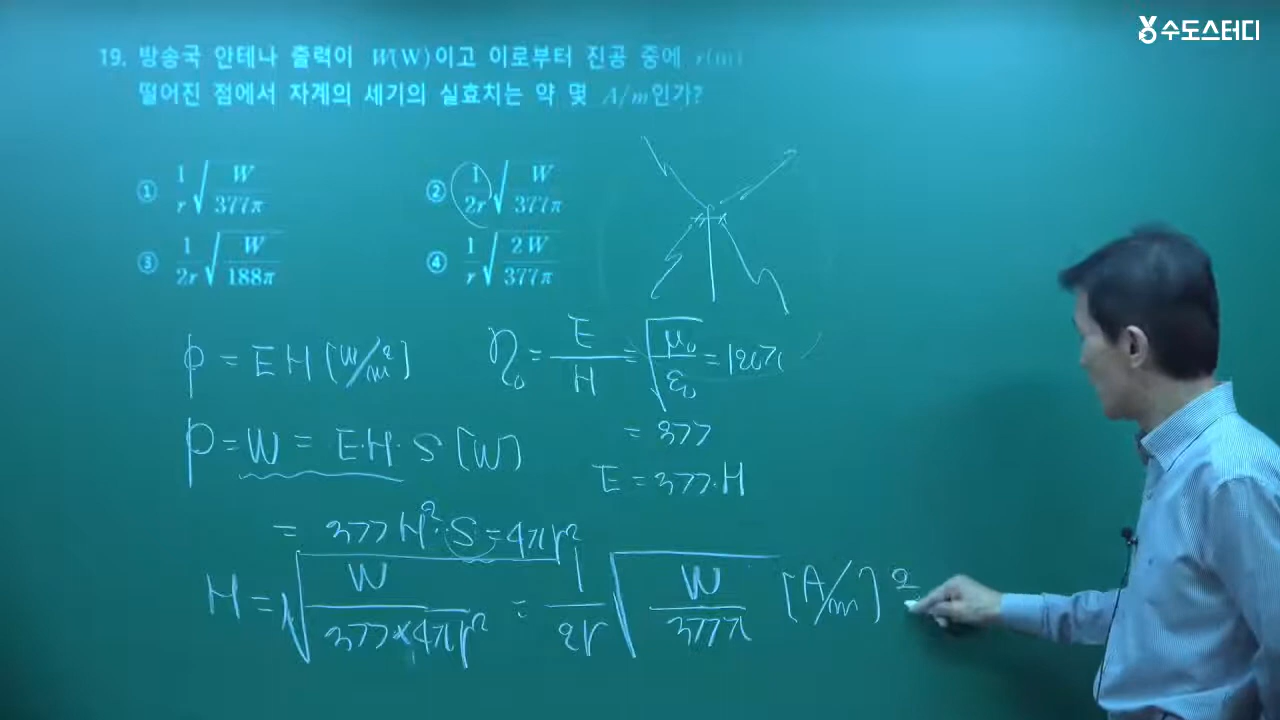 수도스터디
19. 방송국 안테나 출력이 W(W)이고 이로부터 진공 중에 r(m)
떨어진 점에서 자계의 세기의 실효치는 약 몇 A/m인가?
① 1/r √(W/377π) ② 1/2r √(W/377π)
③ 1/2r √(W/188π) ④ 1/r √(2W/377π)
p = E H [W/m²] η₀ = E/H = √(μ₀/ε₀) = 120π
= 377
P = W = E·H·S [W]
E = 377·H
= 377 H²·S = 4πr²
H = √(W/377×4πr²) = 1/2r √(W/377π) [A/m] 2